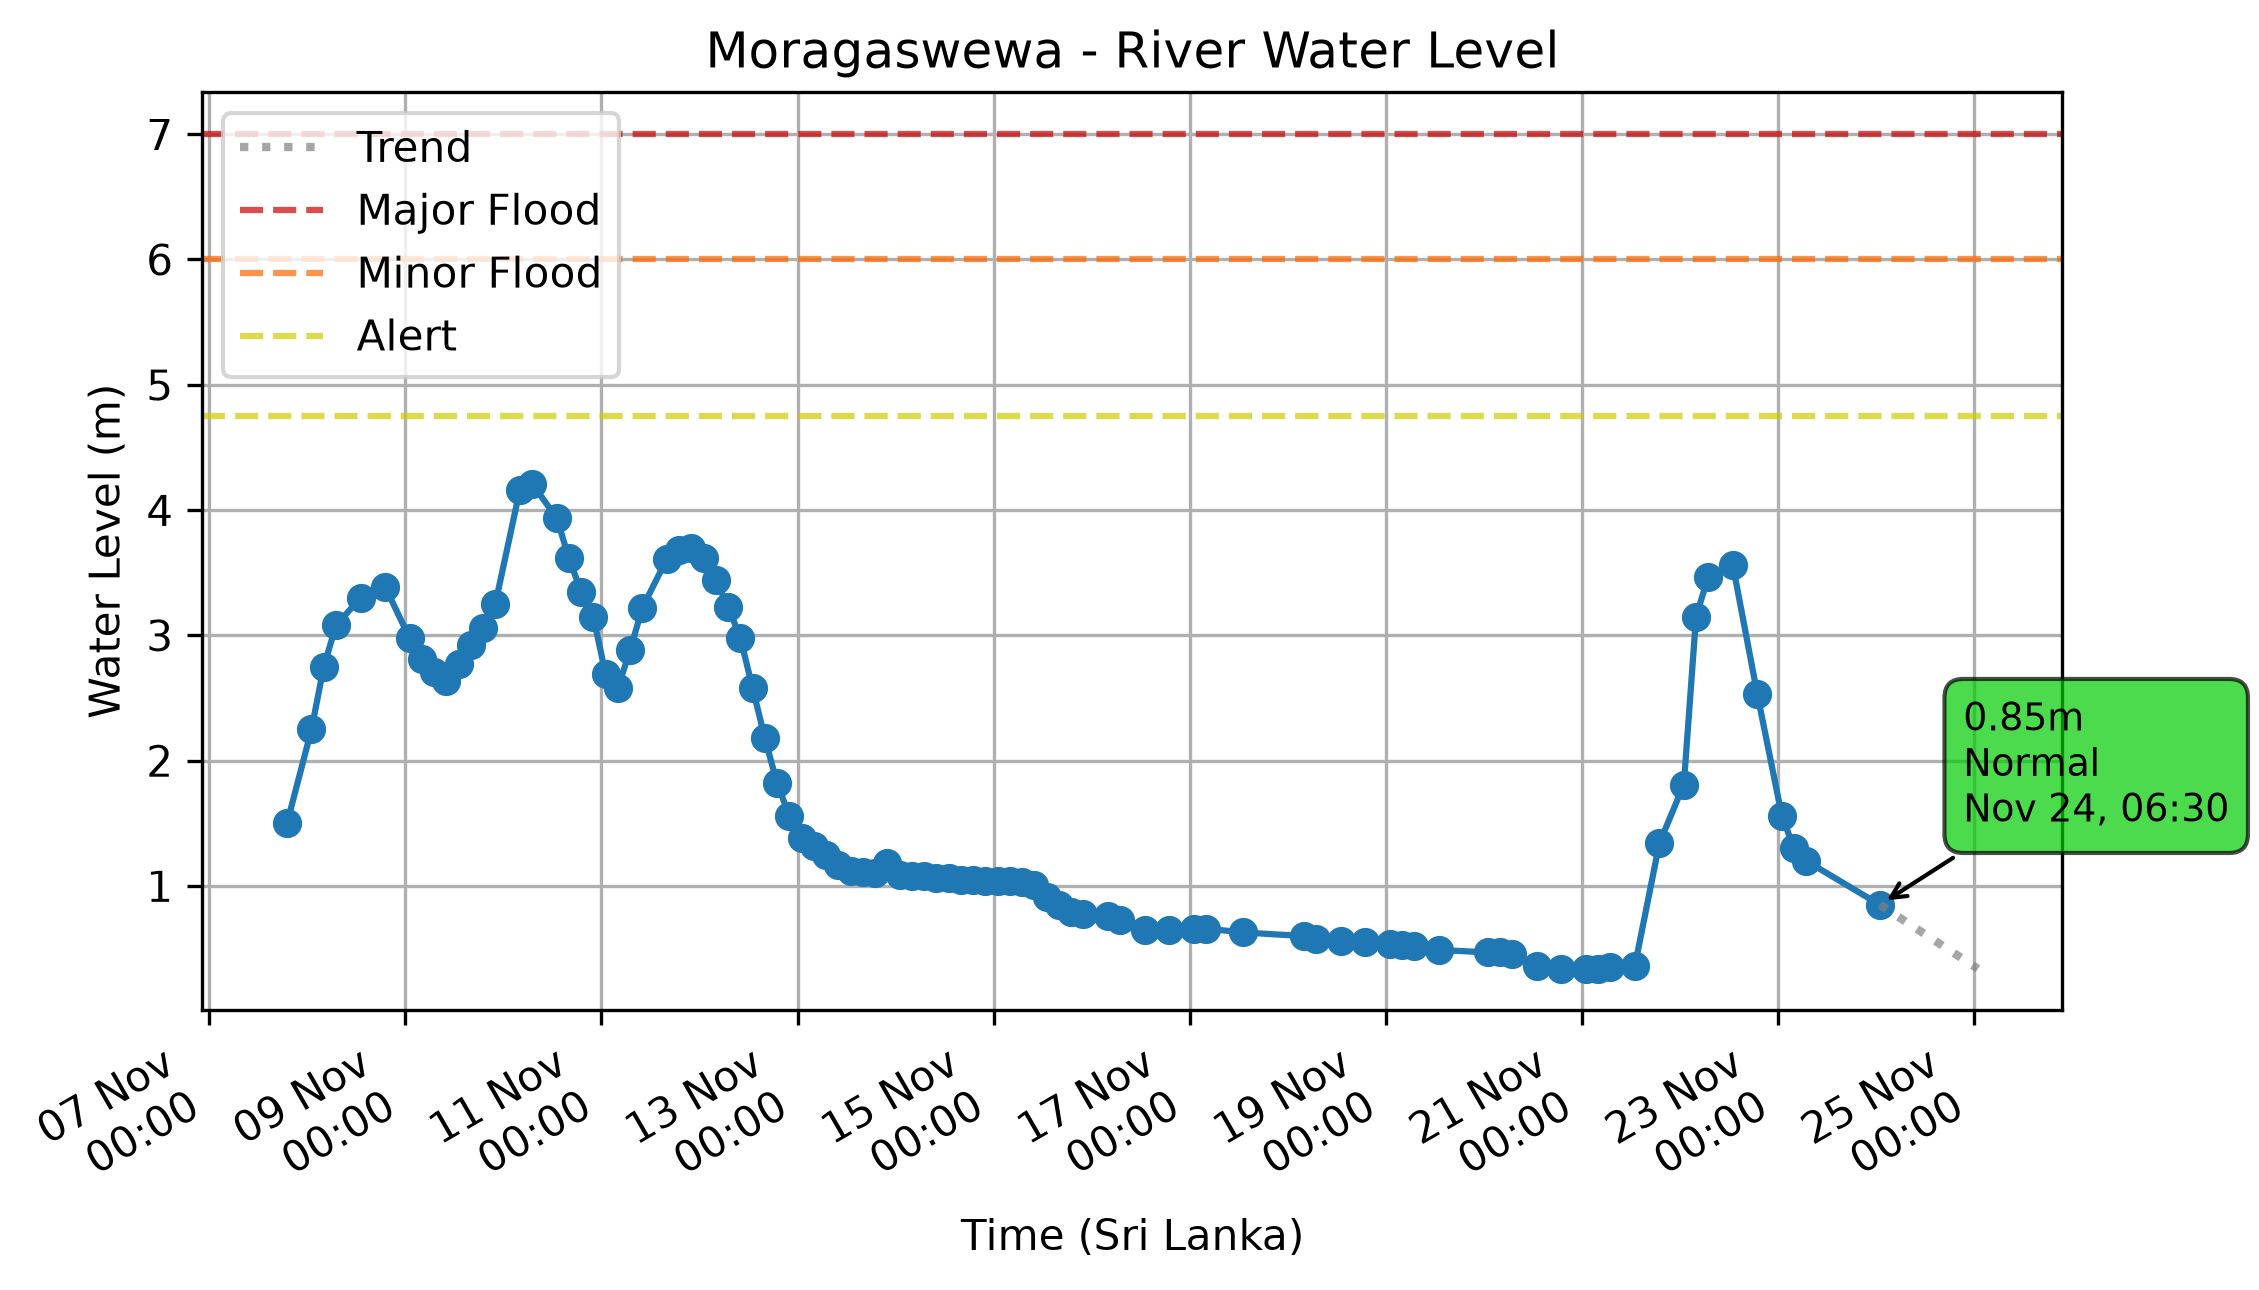 Moragaswewa - River Water Level
Trend
Major Flood
Minor Flood
Alert
7
6
5
4
3
2
1
Water Level (m)
0.85m
Normal
Nov 24, 06:30
07 Nov
00:00
09 Nov
00:00
11 Nov
00:00
13 Nov
00:00
15 Nov
00:00
17 Nov
00:00
19 Nov
00:00
21 Nov
00:00
23 Nov
00:00
25 Nov
00:00
Time (Sri Lanka)